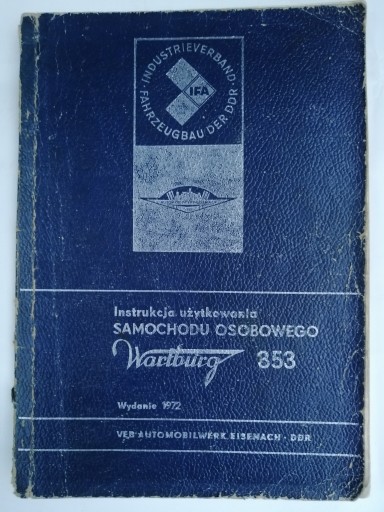 INDUSTRIEVERBAND
FAHRZEUGBAU DER DDR
IFA
Instrukcja użytkowania
SAMOCHODU OSOBOWEGO
Wartburg 353
Wydanie 1972
VEB AUTOMOBILWERK EISENACH · DDR